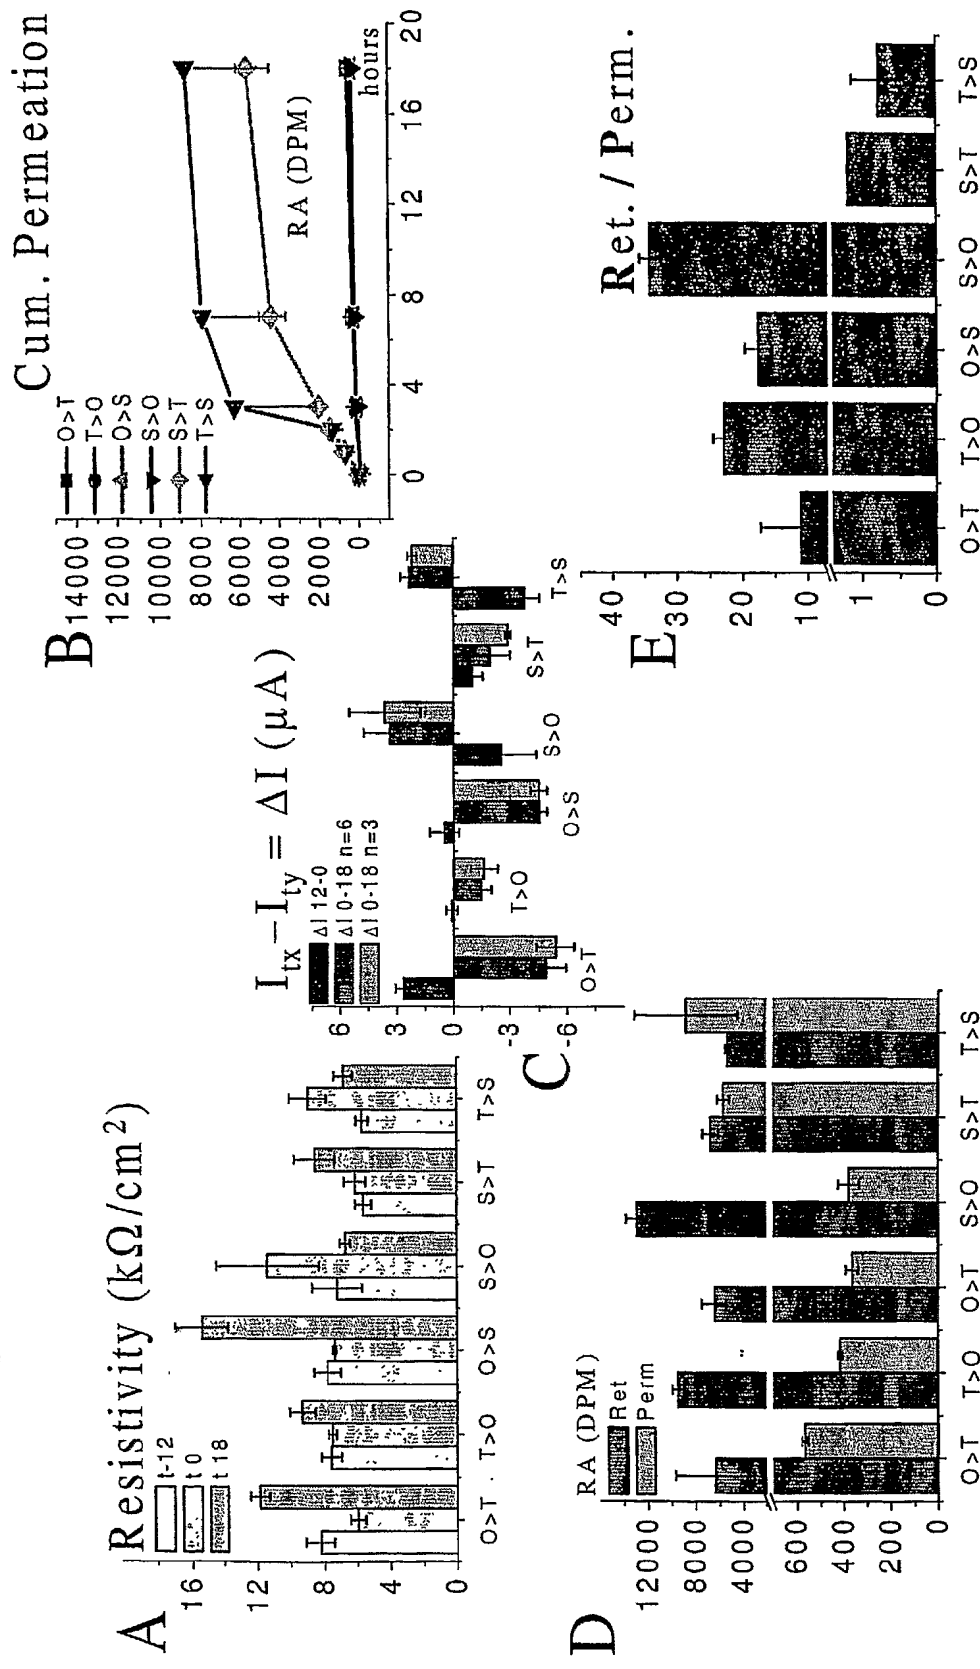 A
Resistivity (kΩ/cm²)
t-12
t 0
t 18
16
12
8
4
0
O>T
T>O
O>S
S>O
S>T
T>S
B
Cum. Permeation
O>T
T>O
O>S
S>O
S>T
T>S
14000
12000
10000
8000
6000
4000
2000
0
RA (DPM)
0
4
8
12
16
20
hours
C
Itx – Ity = ΔI (μA)
ΔI 12-0
ΔI 0-18 n=6
ΔI 0-18 n=3
6
3
0
-3
-6
O>T
T>O
O>S
S>O
S>T
T>S
D
RA (DPM)
Ret
Perm
12000
8000
4000
600
400
200
0
O>T
T>O
O>T
S>O
S>T
T>S
E
Ret. / Perm.
40
30
20
10
1
0
O>T
T>O
O>S
S>O
S>T
T>S